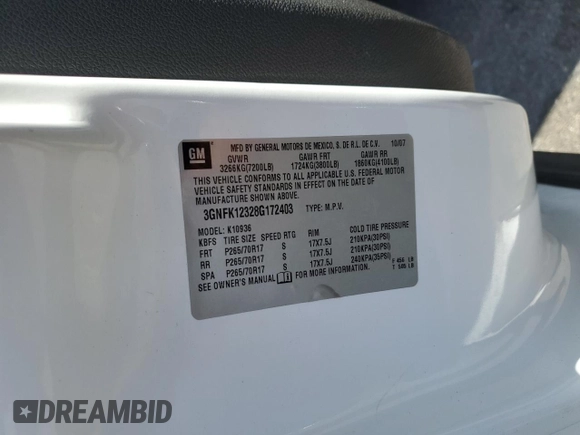 GM
MFD BY GENERAL MOTORS DE MEXICO, S. DE R.L. DE C.V. 10/07
GVWR GAWR FRT GAWR RR
3266KG(7200LB) 1724KG(3800LB) 1860KG(4100LB)
THIS VEHICLE CONFORMS TO ALL APPLICABLE U.S. FEDERAL MOTOR
VEHICLE SAFETY STANDARDS IN EFFECT ON THE DATE OF
MANUFACTURE SHOWN ABOVE.
3GNFK12328G172403 TYPE: M.P.V.
MODEL: K10936
KBFS TIRE SIZE SPEED RTG RIM COLD TIRE PRESSURE
FRT P265/70R17 S 17X7.5J 210KPA(30PSI)
RR P265/70R17 S 17X7.5J 210KPA(30PSI)
SPA P265/70R17 S 17X7.5J 240KPA(35PSI)
SEE OWNER'S MANUAL
DREAMBID